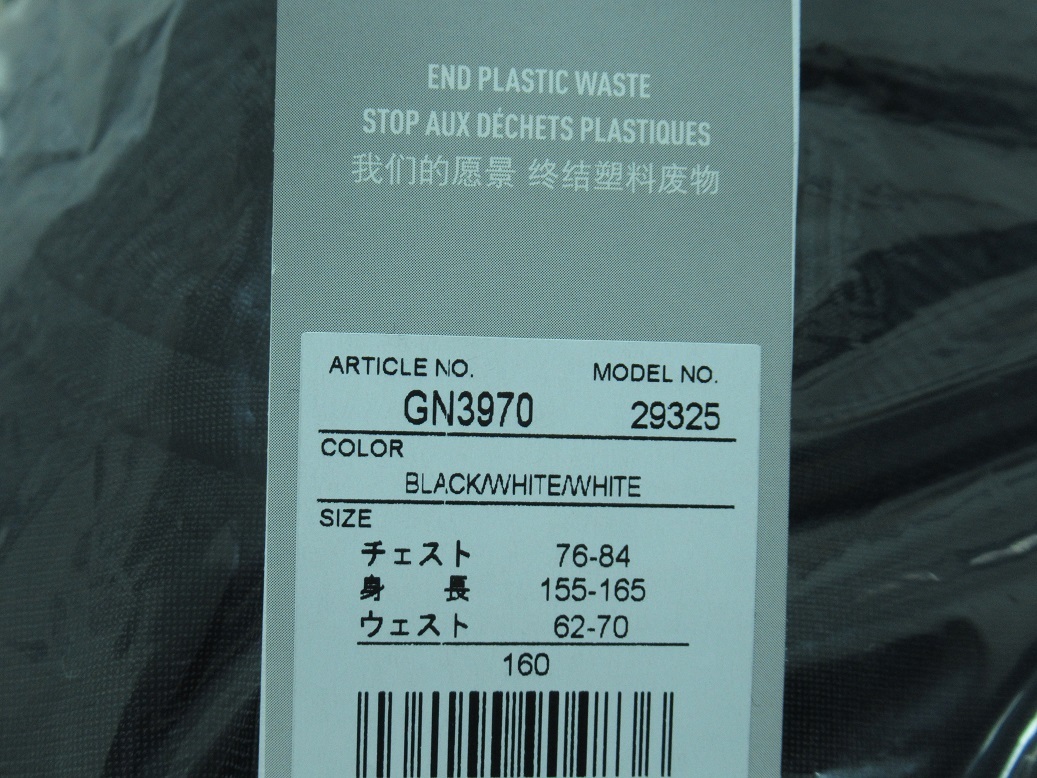 END PLASTIC WASTE
STOP AUX DÉCHETS PLASTIQUES
我们的愿景 终结塑料废物
ARTICLE NO. MODEL NO.
GN3970 29325
COLOR
BLACK/WHITE/WHITE
SIZE
チェスト 76-84
身 長 155-165
ウェスト 62-70
160